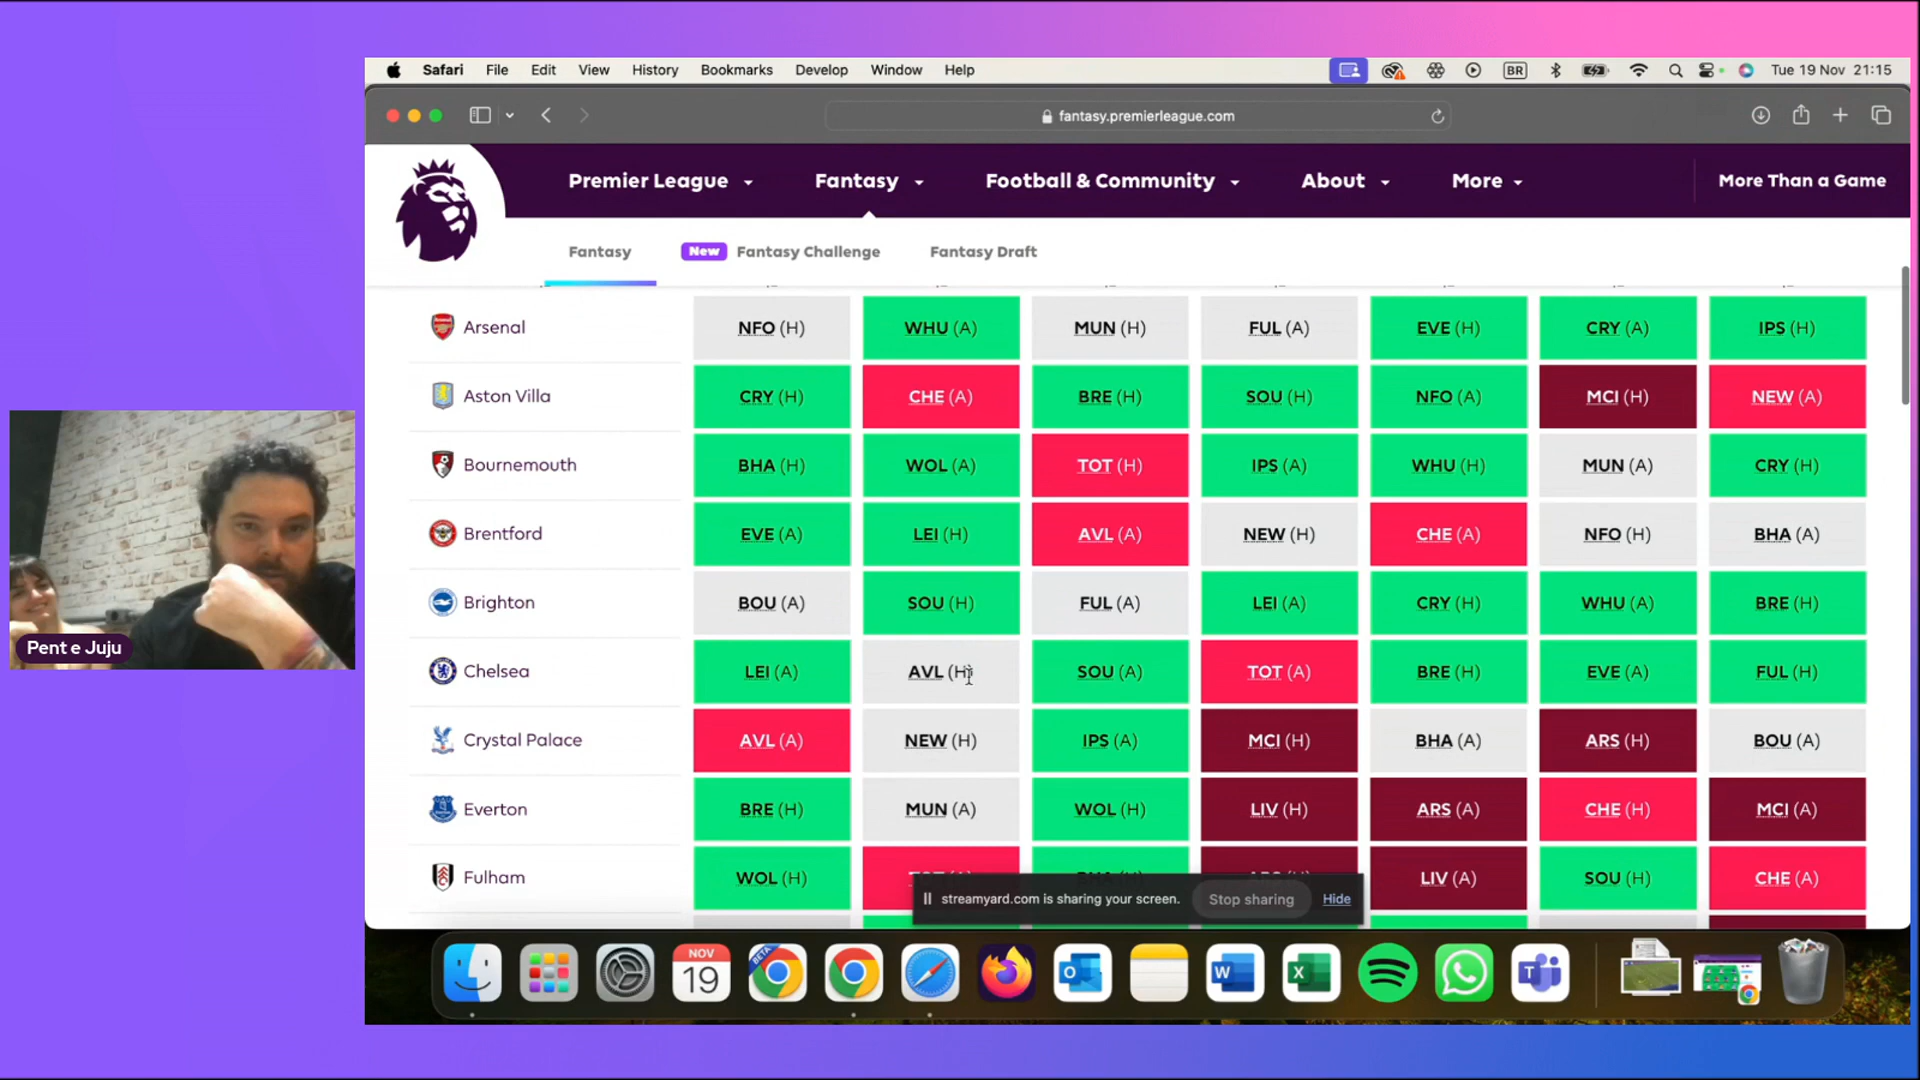 Safari File Edit View History Bookmarks Develop Window Help BR Tue 19 Nov 21:15
fantasy.premierleague.com
Premier League Fantasy Football & Community About More More Than a Game
Fantasy New Fantasy Challenge Fantasy Draft
Arsenal NFO (H) WHU (A) MUN (H) FUL (A) EVE (H) CRY (A) IPS (H)
Aston Villa CRY (H) CHE (A) BRE (H) SOU (H) NFO (A) MCI (H) NEW (A)
Bournemouth BHA (H) WOL (A) TOT (H) IPS (A) WHU (H) MUN (A) CRY (H)
Brentford EVE (A) LEI (H) AVL (A) NEW (H) CHE (A) NFO (H) BHA (A)
Brighton BOU (A) SOU (H) FUL (A) LEI (A) CRY (H) WHU (A) BRE (H)
Chelsea LEI (A) AVL (H) SOU (A) TOT (A) BRE (H) EVE (A) FUL (H)
Crystal Palace AVL (A) NEW (H) IPS (A) MCI (H) BHA (A) ARS (H) BOU (A)
Everton BRE (H) MUN (A) WOL (H) LIV (H) ARS (A) CHE (H) MCI (A)
Fulham WOL (H) LIV (A) SOU (H) CHE (A)
streamyard.com is sharing your screen. Stop sharing Hide
Pent e Juju
NOV
19
BETA
O
W
X
T